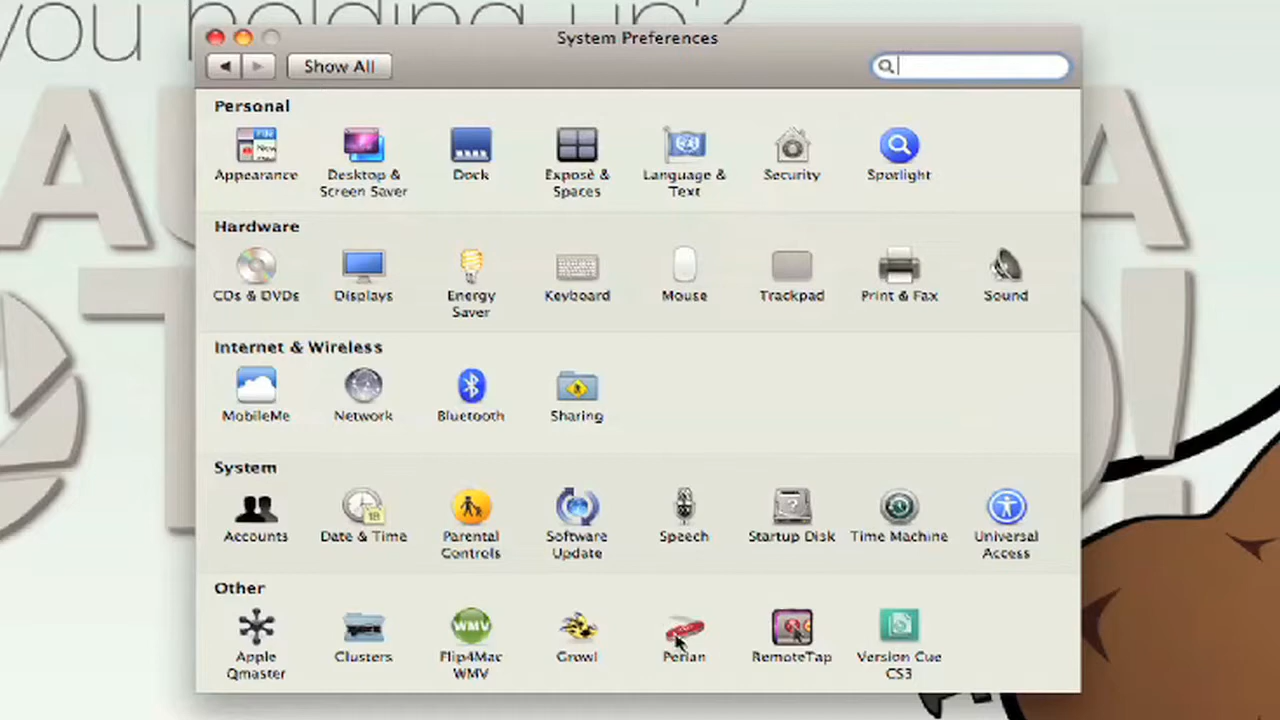 you holding up?
System Preferences
Show All
Personal
Appearance
Desktop &
Screen Saver
Dock
Exposé &
Spaces
Language &
Text
Security
Spotlight
Hardware
CDs & DVDs
Displays
Energy
Saver
Keyboard
Mouse
Trackpad
Print & Fax
Sound
Internet & Wireless
MobileMe
Network
Bluetooth
Sharing
System
Accounts
Date & Time
Parental
Controls
Software
Update
Speech
Startup Disk
Time Machine
Universal
Access
Other
Apple
Qmaster
Clusters
Flip4Mac
WMV
Growl
Perian
RemoteTap
Version Cue
CS3